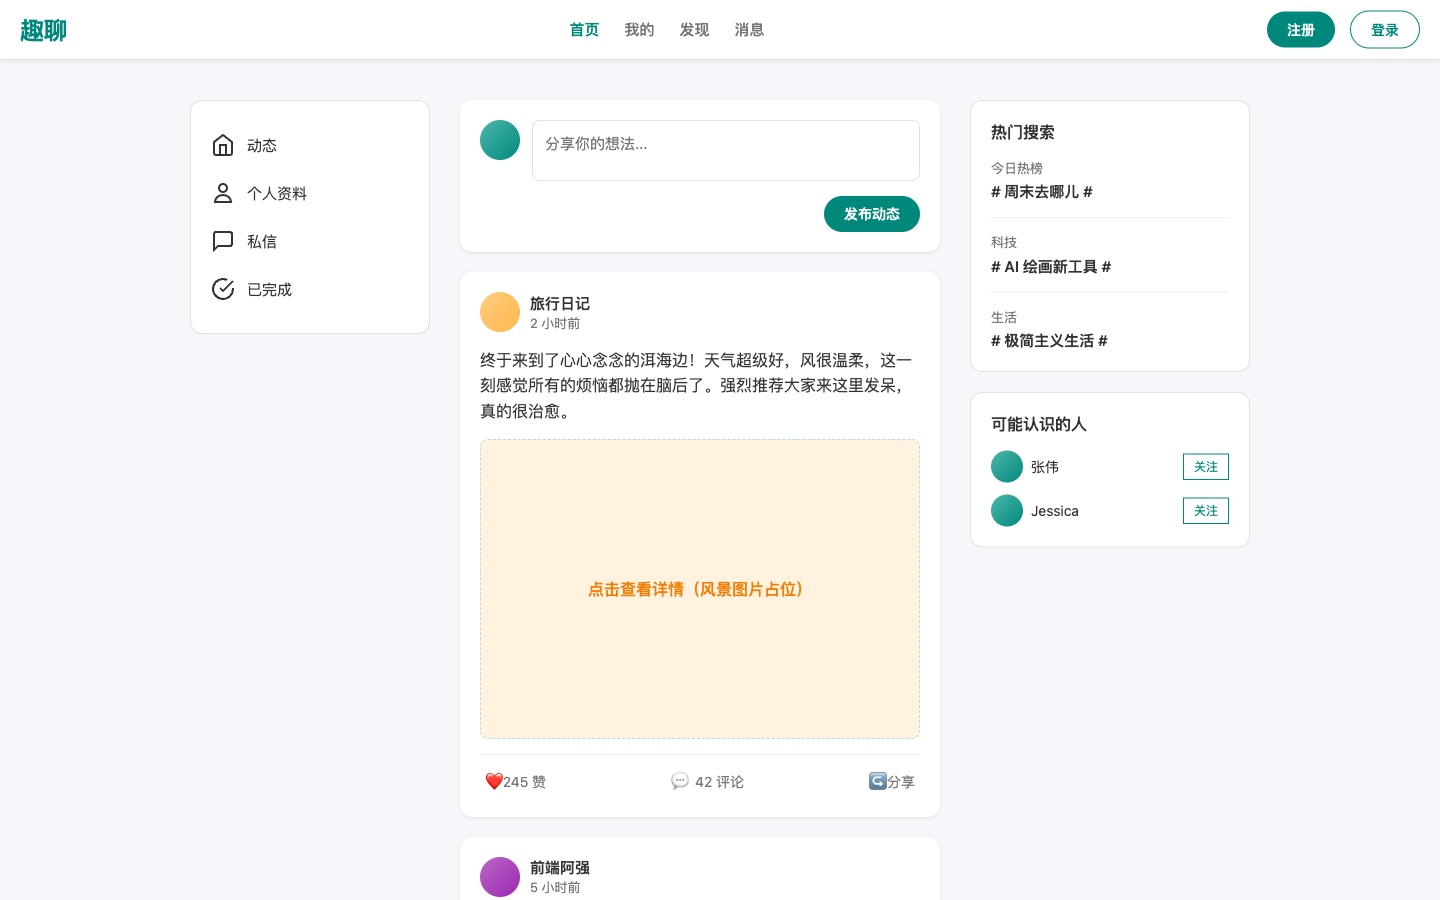 趣聊
首页
我的
发现
消息
注册
登录
动态
个人资料
私信
已完成
分享你的想法...
发布动态
旅行日记
2 小时前
终于来到了心心念念的洱海边！天气超级好，风很温柔，这一
刻感觉所有的烦恼都抛在脑后了。强烈推荐大家来这里发呆，
真的很治愈。
点击查看详情（风景图片占位）
245 赞
42 评论
分享
前端阿强
5 小时前
热门搜索
今日热榜
# 周末去哪儿 #
科技
# AI 绘画新工具 #
生活
# 极简主义生活 #
可能认识的人
张伟
关注
Jessica
关注